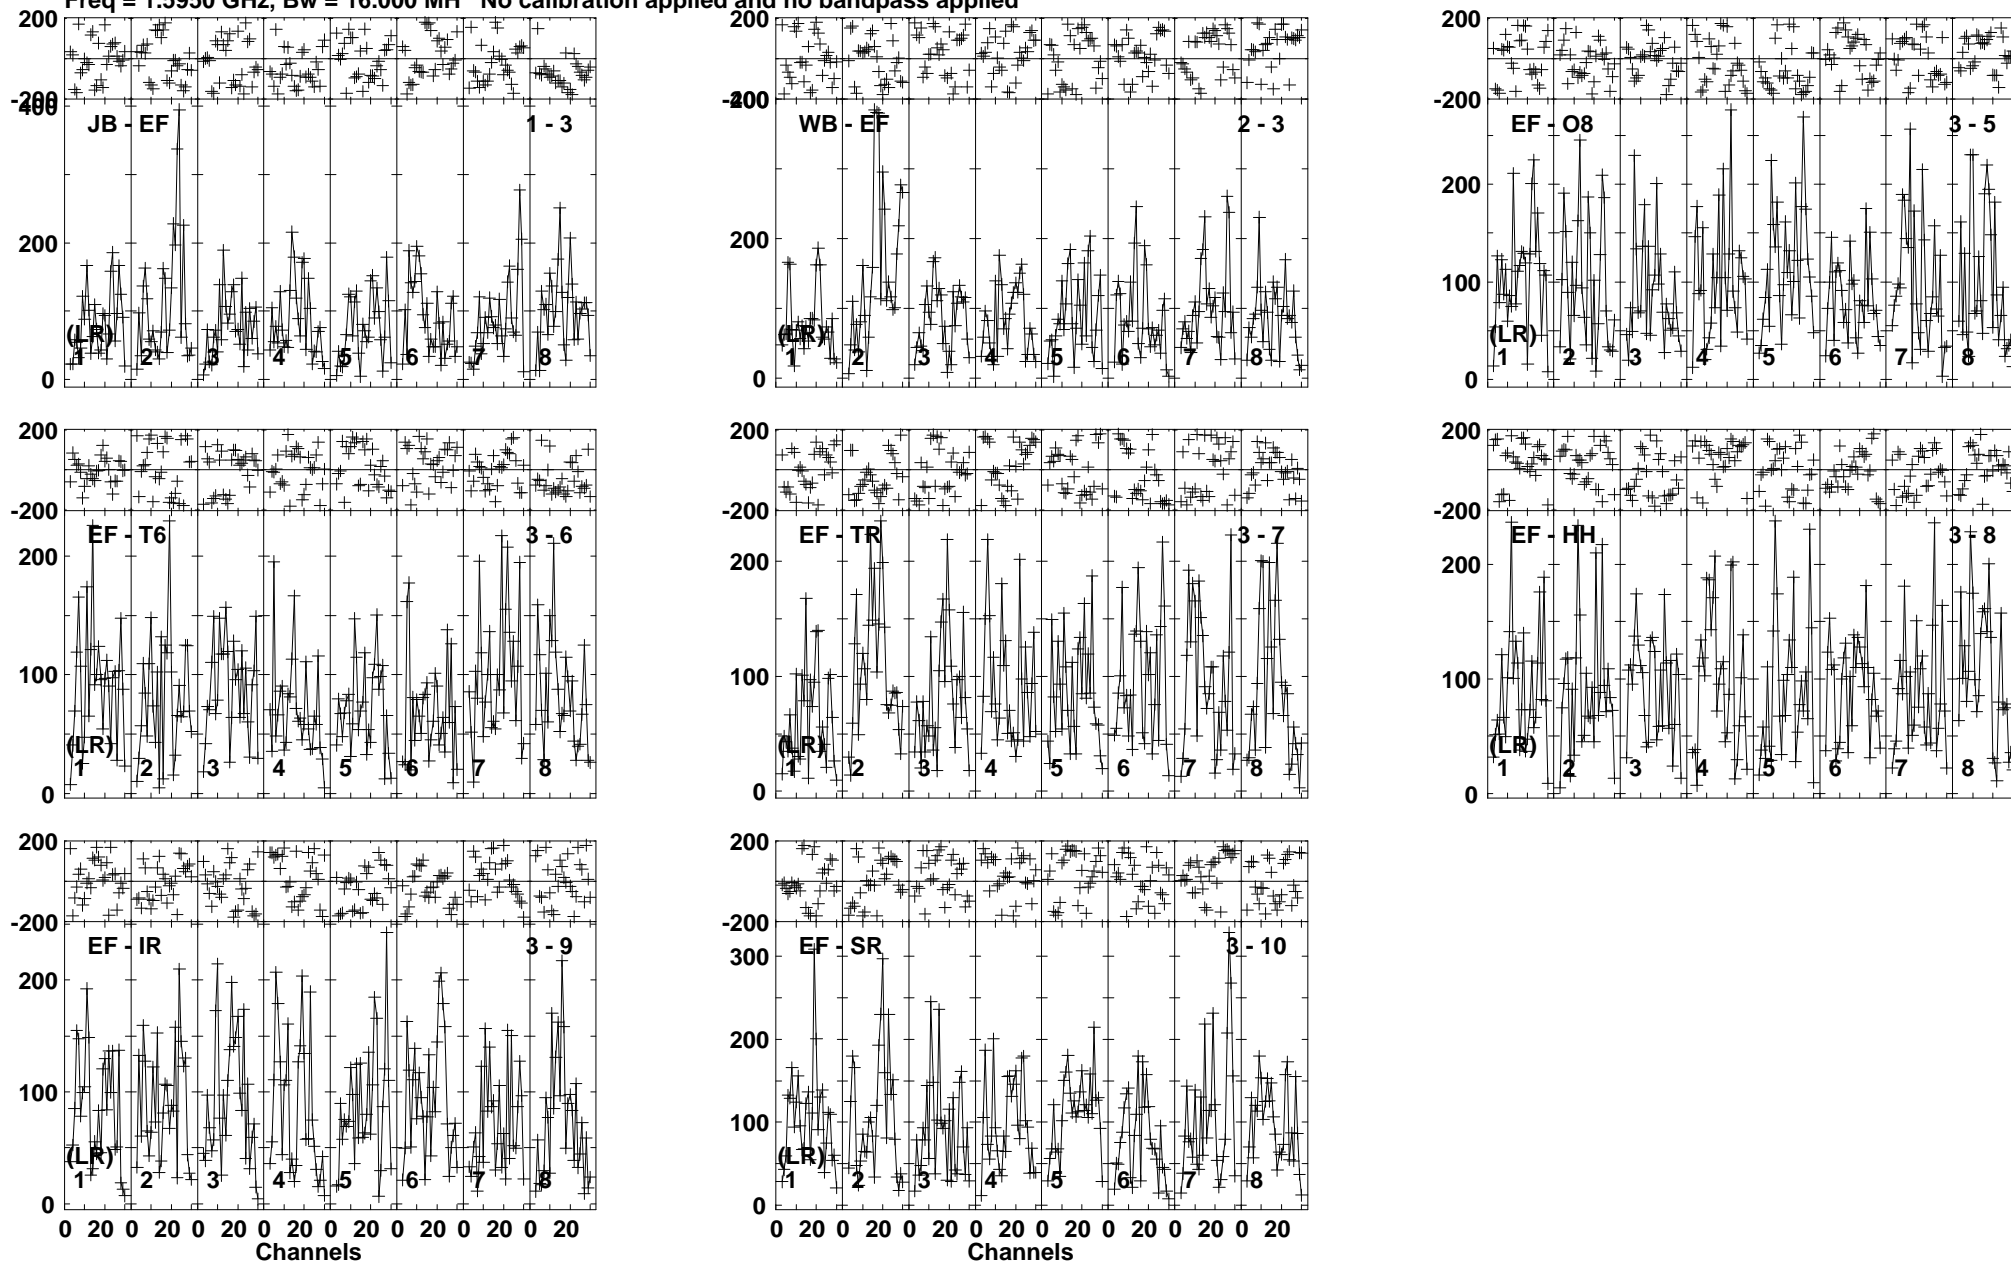 Freq = 1.5950 GHz, Bw = 16.000 MH No calibration applied and no bandpass applied
200 200 200
-200 -200 -200
400 400
JB - EF 1 - 3 WB - EF 2 - 3 EF - O8 3 - 5
200 200 200
100
(LR) (LR) (LR)
1 2 3 4 5 6 7 8 1 2 3 4 5 6 7 8 1 2 3 4 5 6 7 8
0 0 0
200 200 200
-200 -200 -200
EF - T6 3 - 6 EF - TR 3 - 7 EF - HH 3 - 8
200 200 200
100 100 100
(LR) (LR) (LR)
1 2 3 4 5 6 7 8 1 2 3 4 5 6 7 8 1 2 3 4 5 6 7 8
0 0 0
200 200
-200 -200
EF - IR 3 - 9 EF - SR 3 - 10
300
200 200
100 100
(LR) (LR)
1 2 3 4 5 6 7 8 1 2 3 4 5 6 7 8
0 0
0 20 0 20 0 20 0 20 0 20 0 20 0 20 0 20 0 20 0 20 0 20 0 20 0 20 0 20 0 20 0 20
Channels Channels